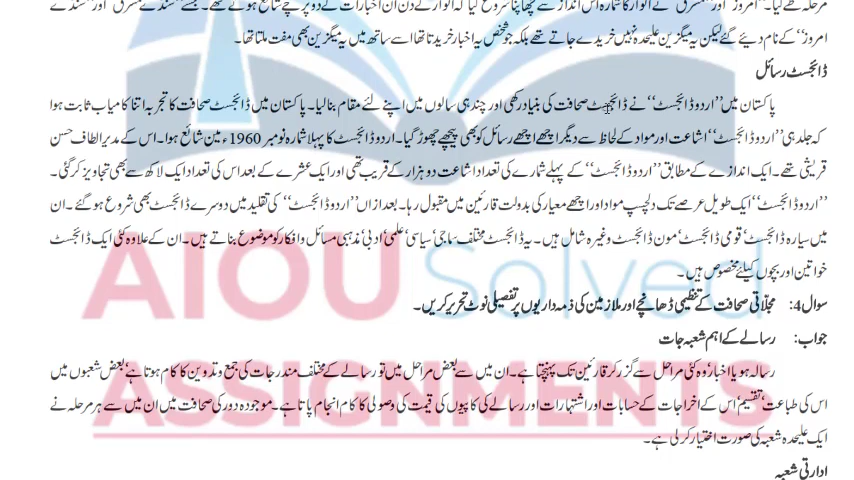 مرحلہ طے کیا۔ "امروز" اور "مشرق" نے اتوار کا شمارہ اس انداز سے چھاپنا شروع کیا کہ اتوار کے دن ان اخبارات کے دو پرچے شائع ہونے لگے۔ جسے "سنڈے مشرق" اور "سنڈے
امروز" کے نام دیئے گئے لیکن یہ میگزین علیحدہ نہیں خریدے جاتے تھے بلکہ جو شخص یہ اخبار خریدتا تھا اسے ساتھ میں یہ میگزین بھی مفت ملتا تھا۔
ڈائجسٹ رسائل
پاکستان میں "اردو ڈائجسٹ" نے ڈائجسٹ صحافت کی بنیاد رکھی اور چند ہی سالوں میں اپنے لئے مقام بنا لیا۔ پاکستان میں ڈائجسٹ صحافت کا تجربہ اتنا کامیاب ثابت ہوا
کہ جلد ہی "اردو ڈائجسٹ" اشاعت اور مواد کے لحاظ سے دیگر اچھے اچھے رسائل کو بھی پیچھے چھوڑ گیا۔ اردو ڈائجسٹ کا پہلا شمارہ نومبر 1960ء میں شائع ہوا۔ اس کے مدیر الطاف حسن
قریشی تھے۔ ایک اندازے کے مطابق "اردو ڈائجسٹ" کے پہلے شمارے کی تعداد اشاعت دو ہزار کے قریب تھی اور ایک عشرے کے بعد اس کی تعداد ایک لاکھ سے بھی تجاوز کر گئی۔
"اردو ڈائجسٹ" ایک طویل عرصے تک دلچسپ مواد اور اچھے معیار کی بدولت قارئین میں مقبول رہا۔ بعد ازاں "اردو ڈائجسٹ" کی تقلید میں دوسرے ڈائجسٹ بھی شروع ہو گئے۔ ان
میں سیارہ ڈائجسٹ، قومی ڈائجسٹ، مون ڈائجسٹ وغیرہ شامل ہیں۔ یہ ڈائجسٹ مختلف سماجی، سیاسی، علمی، ادبی، مذہبی مسائل و افکار کو موضوع بناتے ہیں۔ ان کے علاوہ کئی ایک ڈائجسٹ
خواتین اور بچوں کیلئے مخصوص ہیں۔
سوال 4: مجلّاتی صحافت کے تنظیمی ڈھانچے اور ملازمین کی ذمہ داریوں پر تفصیلی نوٹ تحریر کریں۔
جواب: رسالے کے اہم شعبہ جات
رسالہ ہو یا اخبار، وہ کئی مراحل سے گزر کر قارئین تک پہنچتا ہے۔ ان میں سے بعض مراحل میں تو رسالے کے مختلف مندرجات کی جمع و تدوین کا کام ہوتا ہے، بعض شعبوں میں
اس کی طباعت، تقسیم، اس کے اخراجات کے حسابات اور اشتہارات اور رسالے کی کاپیوں کی قیمت کی وصولی کا کام انجام پاتا ہے۔ موجودہ دور کی صحافت میں ان میں سے ہر مرحلہ نے
ایک علیحدہ شعبہ کی صورت اختیار کر لی ہے۔
ادارتی شعبہ
AIOU Solved
ASSIGNMENTS